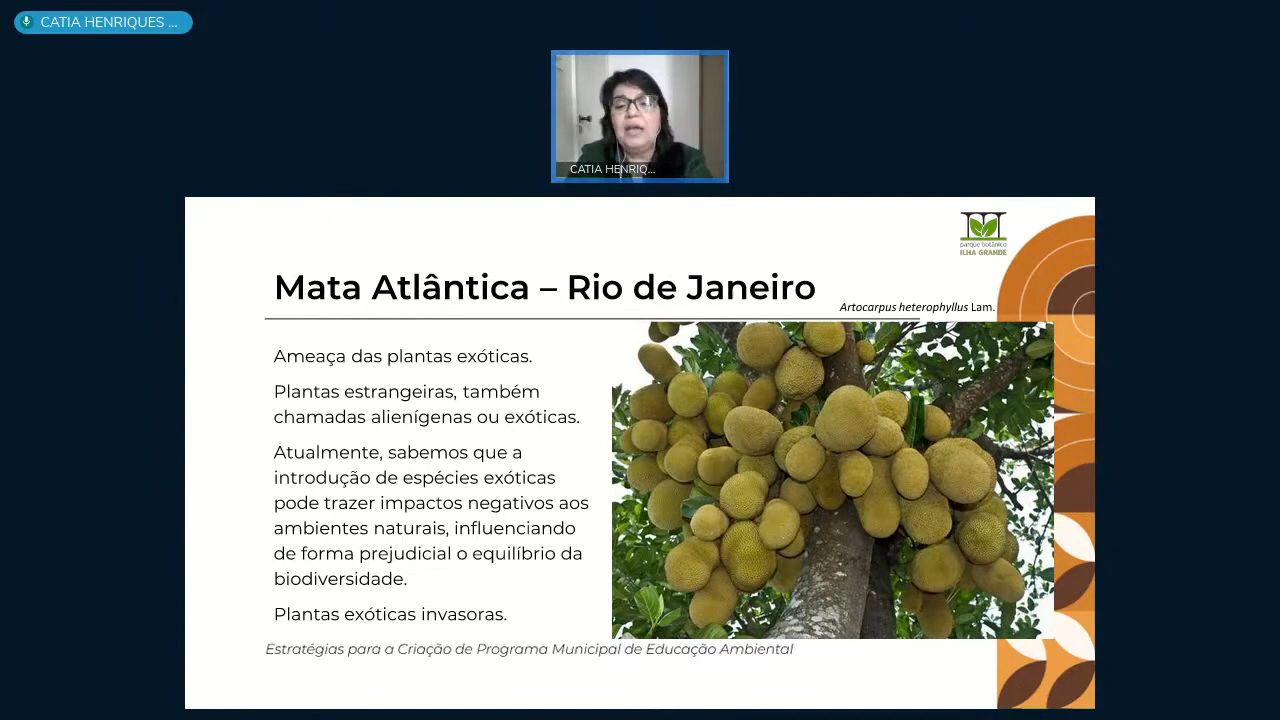 CATIA HENRIQUES ...
CATIA HENRIQ...
parque botânico
ILHA GRANDE
Mata Atlântica – Rio de Janeiro
Artocarpus heterophyllus Lam.
Ameaça das plantas exóticas.
Plantas estrangeiras, também
chamadas alienígenas ou exóticas.
Atualmente, sabemos que a
introdução de espécies exóticas
pode trazer impactos negativos aos
ambientes naturais, influenciando
de forma prejudicial o equilíbrio da
biodiversidade.
Plantas exóticas invasoras.
Estratégias para a Criação de Programa Municipal de Educação Ambiental